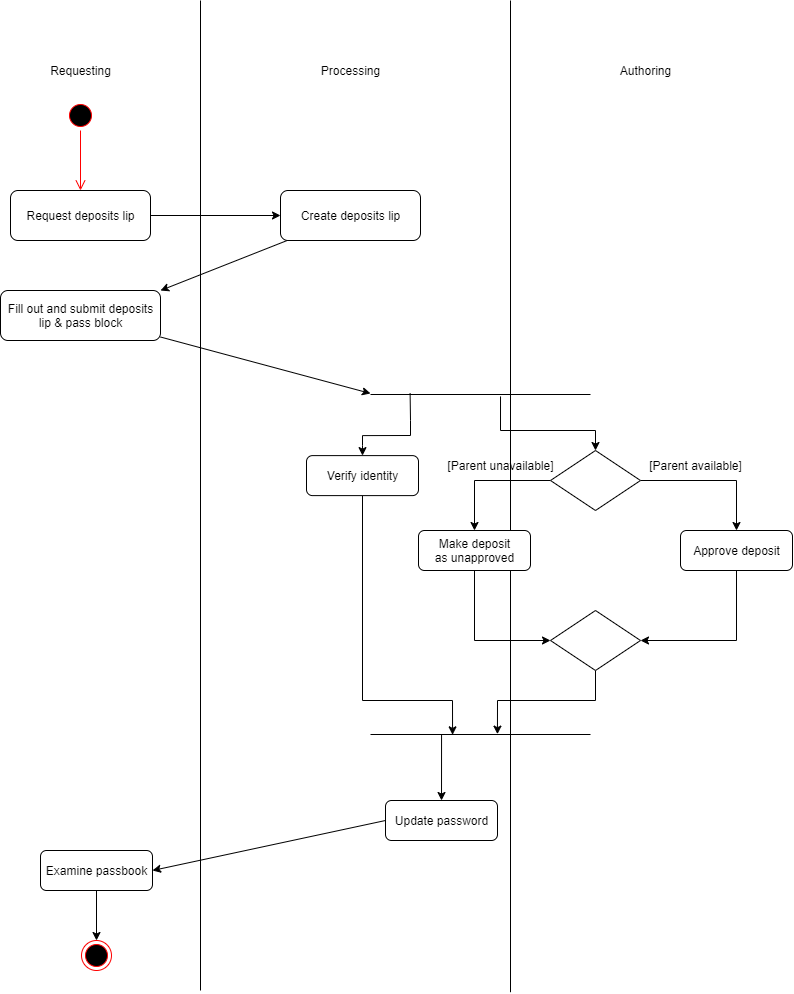 Requesting
Processing
Authoring
Request deposits lip
Create deposits lip
Fill out and submit deposits
lip & pass block
[Parent unavailable]
[Parent available]
Verify identity
Make deposit
as unapproved
Approve deposit
Update password
Examine passbook